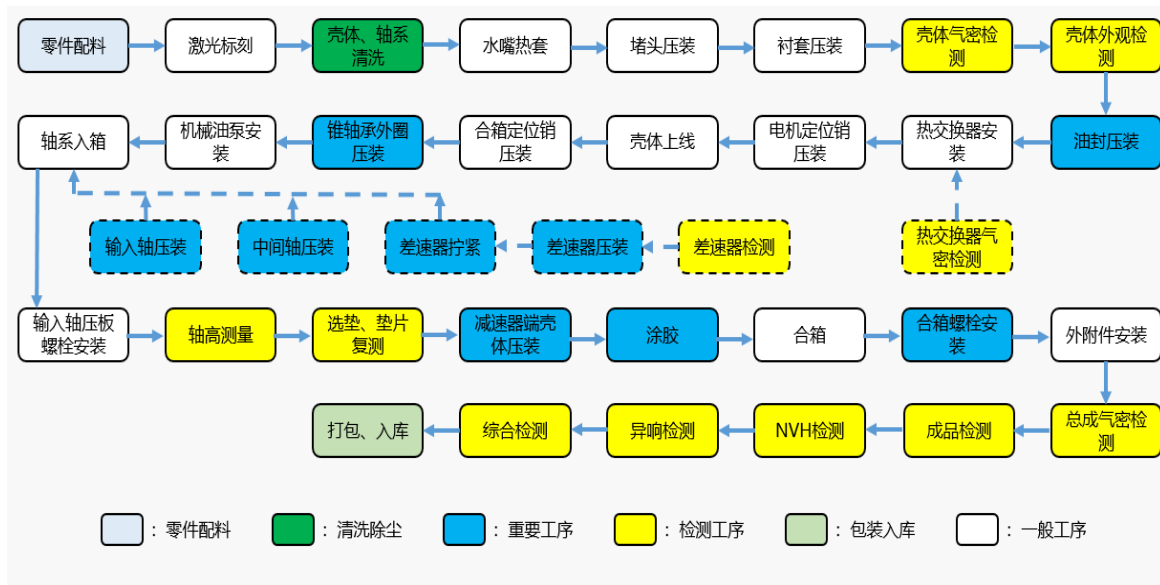 零件配料
激光标刻
壳体、轴系
清洗
水嘴热套
堵头压装
衬套压装
壳体气密检
测
壳体外观检
测
轴系入箱
机械油泵安
装
锥轴承外圈
压装
合箱定位销
压装
壳体上线
电机定位销
压装
热交换器安
装
油封压装
输入轴压装
中间轴压装
差速器拧紧
差速器压装
差速器检测
热交换器气
密检测
输入轴压板
螺栓安装
轴高测量
选垫、垫片
复测
减速器端壳
体压装
涂胶
合箱
合箱螺栓安
装
外附件安装
打包、入库
综合检测
异响检测
NVH检测
成品检测
总成气密检
测
：零件配料
：清洗除尘
：重要工序
：检测工序
：包装入库
：一般工序